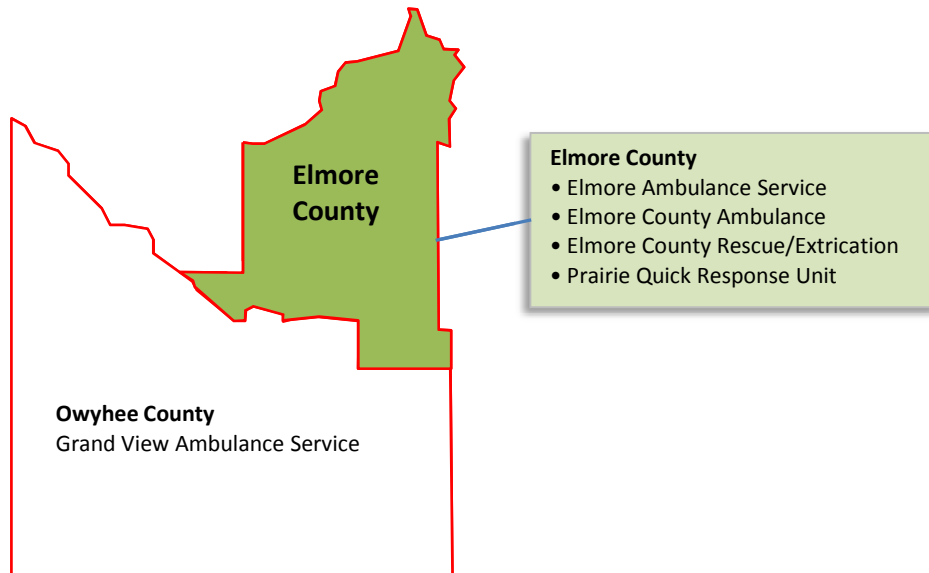 Elmore
County
Elmore County
• Elmore Ambulance Service
• Elmore County Ambulance
• Elmore County Rescue/Extrication
• Prairie Quick Response Unit
Owyhee County
Grand View Ambulance Service